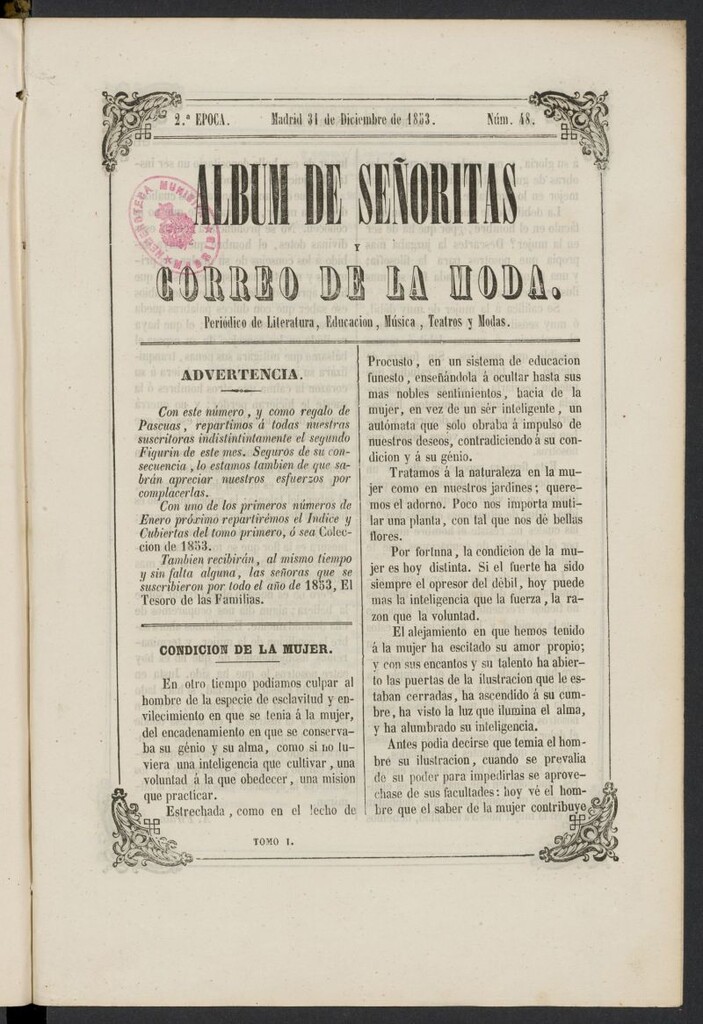 2.ª EPOCA. Madrid 31 de Diciembre de 1853. Núm. 48.
ALBUM DE SEÑORITAS
Y
CORREO DE LA MODA.
Periódico de Literatura, Educacion, Música, Teatros y Modas.
HEMEROTECA MUNICIPAL
ADVERTENCIA.
Con este número, y como regalo de
Pascuas, repartimos á todas nuestras
suscritoras indistintintamente el segundo
Figurin de este mes. Seguros de su con-
secuencia, lo estamos tambien de que sa-
brán apreciar nuestros esfuerzos por
complacerlas.
Con uno de los primeros números de
Enero próximo repartirémos el Indice y
Cubiertas del tomo primero, ó sea Colec-
cion de 1853.
Tambien recibirán, al mismo tiempo
y sin falta alguna, las señoras que se
suscribieron por todo el año de 1853, El
Tesoro de las Familias.
CONDICION DE LA MUJER.
En otro tiempo podiamos culpar al
hombre de la especie de esclavitud y en-
vilecimiento en que se tenia á la mujer,
del encadenamiento en que se conserva-
ba su génio y su alma, como si no tu-
viera una inteligencia que cultivar, una
voluntad á la que obedecer, una mision
que practicar.
Estrechada, como en el lecho de
Procusto, en un sistema de educacion
funesto, enseñándola á ocultar hasta sus
mas nobles sentimientos, hacia de la
mujer, en vez de un sér inteligente, un
autómata que solo obraba á impulso de
nuestros deseos, contradiciendo á su con-
dicion y á su génio.
Tratamos á la naturaleza en la mu-
jer como en nuestros jardines; quere-
mos el adorno. Poco nos importa muti-
lar una planta, con tal que nos dé bellas
flores.
Por fortnna, la condicion de la mu-
jer es hoy distinta. Si el fuerte ha sido
siempre el opresor del débil, hoy puede
mas la inteligencia que la fuerza, la ra-
zon que la voluntad.
El alejamiento en que hemos tenido
á la mujer ha escitado su amor propio;
y con sus encantos y su talento ha abier-
to las puertas de la ilustracion que le es-
taban cerradas, ha ascendido á su cum-
bre, ha visto la luz que ilumina el alma,
y ha alumbrado su inteligencia.
Antes podia decirse que temia el hom-
bre su ilustracion, cuando se prevalia
de su poder para impedirlas se aprove-
chase de sus facultades: hoy vé el hom-
bre que el saber de la mujer contribuye
TOMO I.